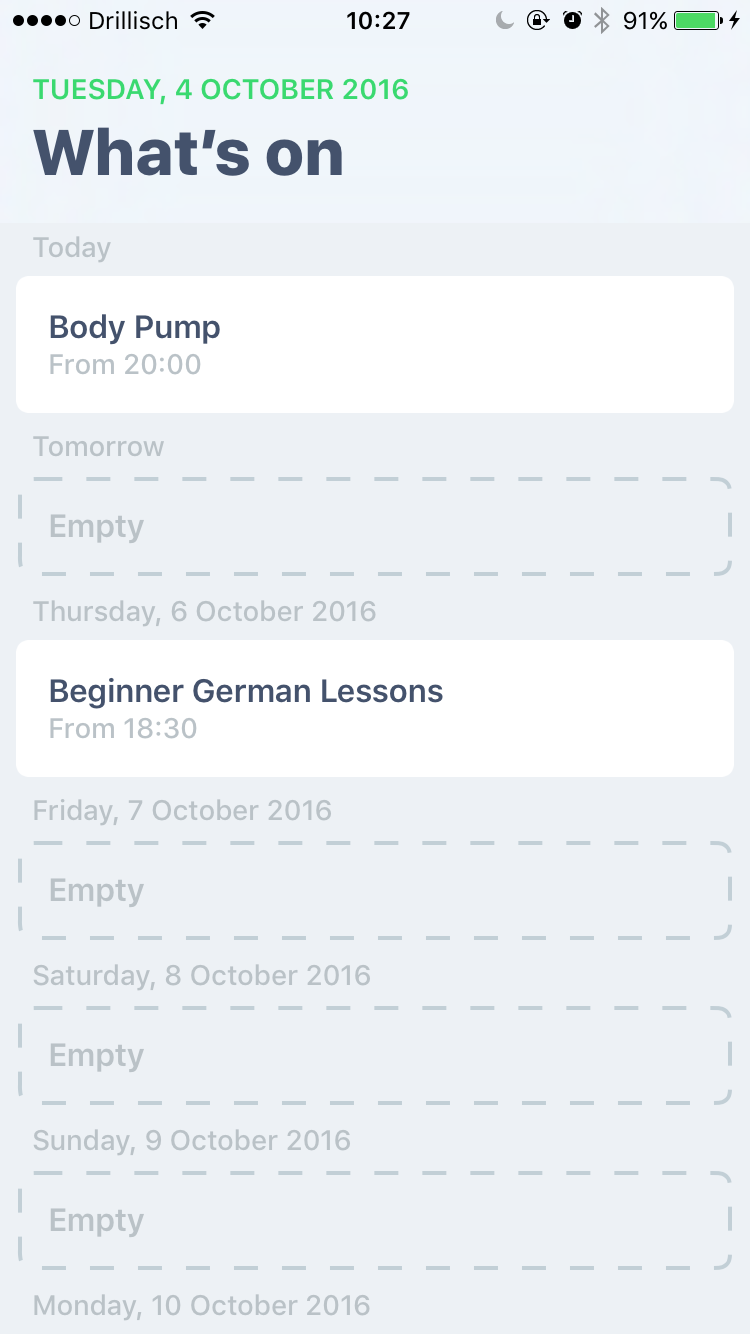 Drillisch 10:27 91%
TUESDAY, 4 OCTOBER 2016
What's on
Today
Body Pump
From 20:00
Tomorrow
Empty
Thursday, 6 October 2016
Beginner German Lessons
From 18:30
Friday, 7 October 2016
Empty
Saturday, 8 October 2016
Empty
Sunday, 9 October 2016
Empty
Monday, 10 October 2016